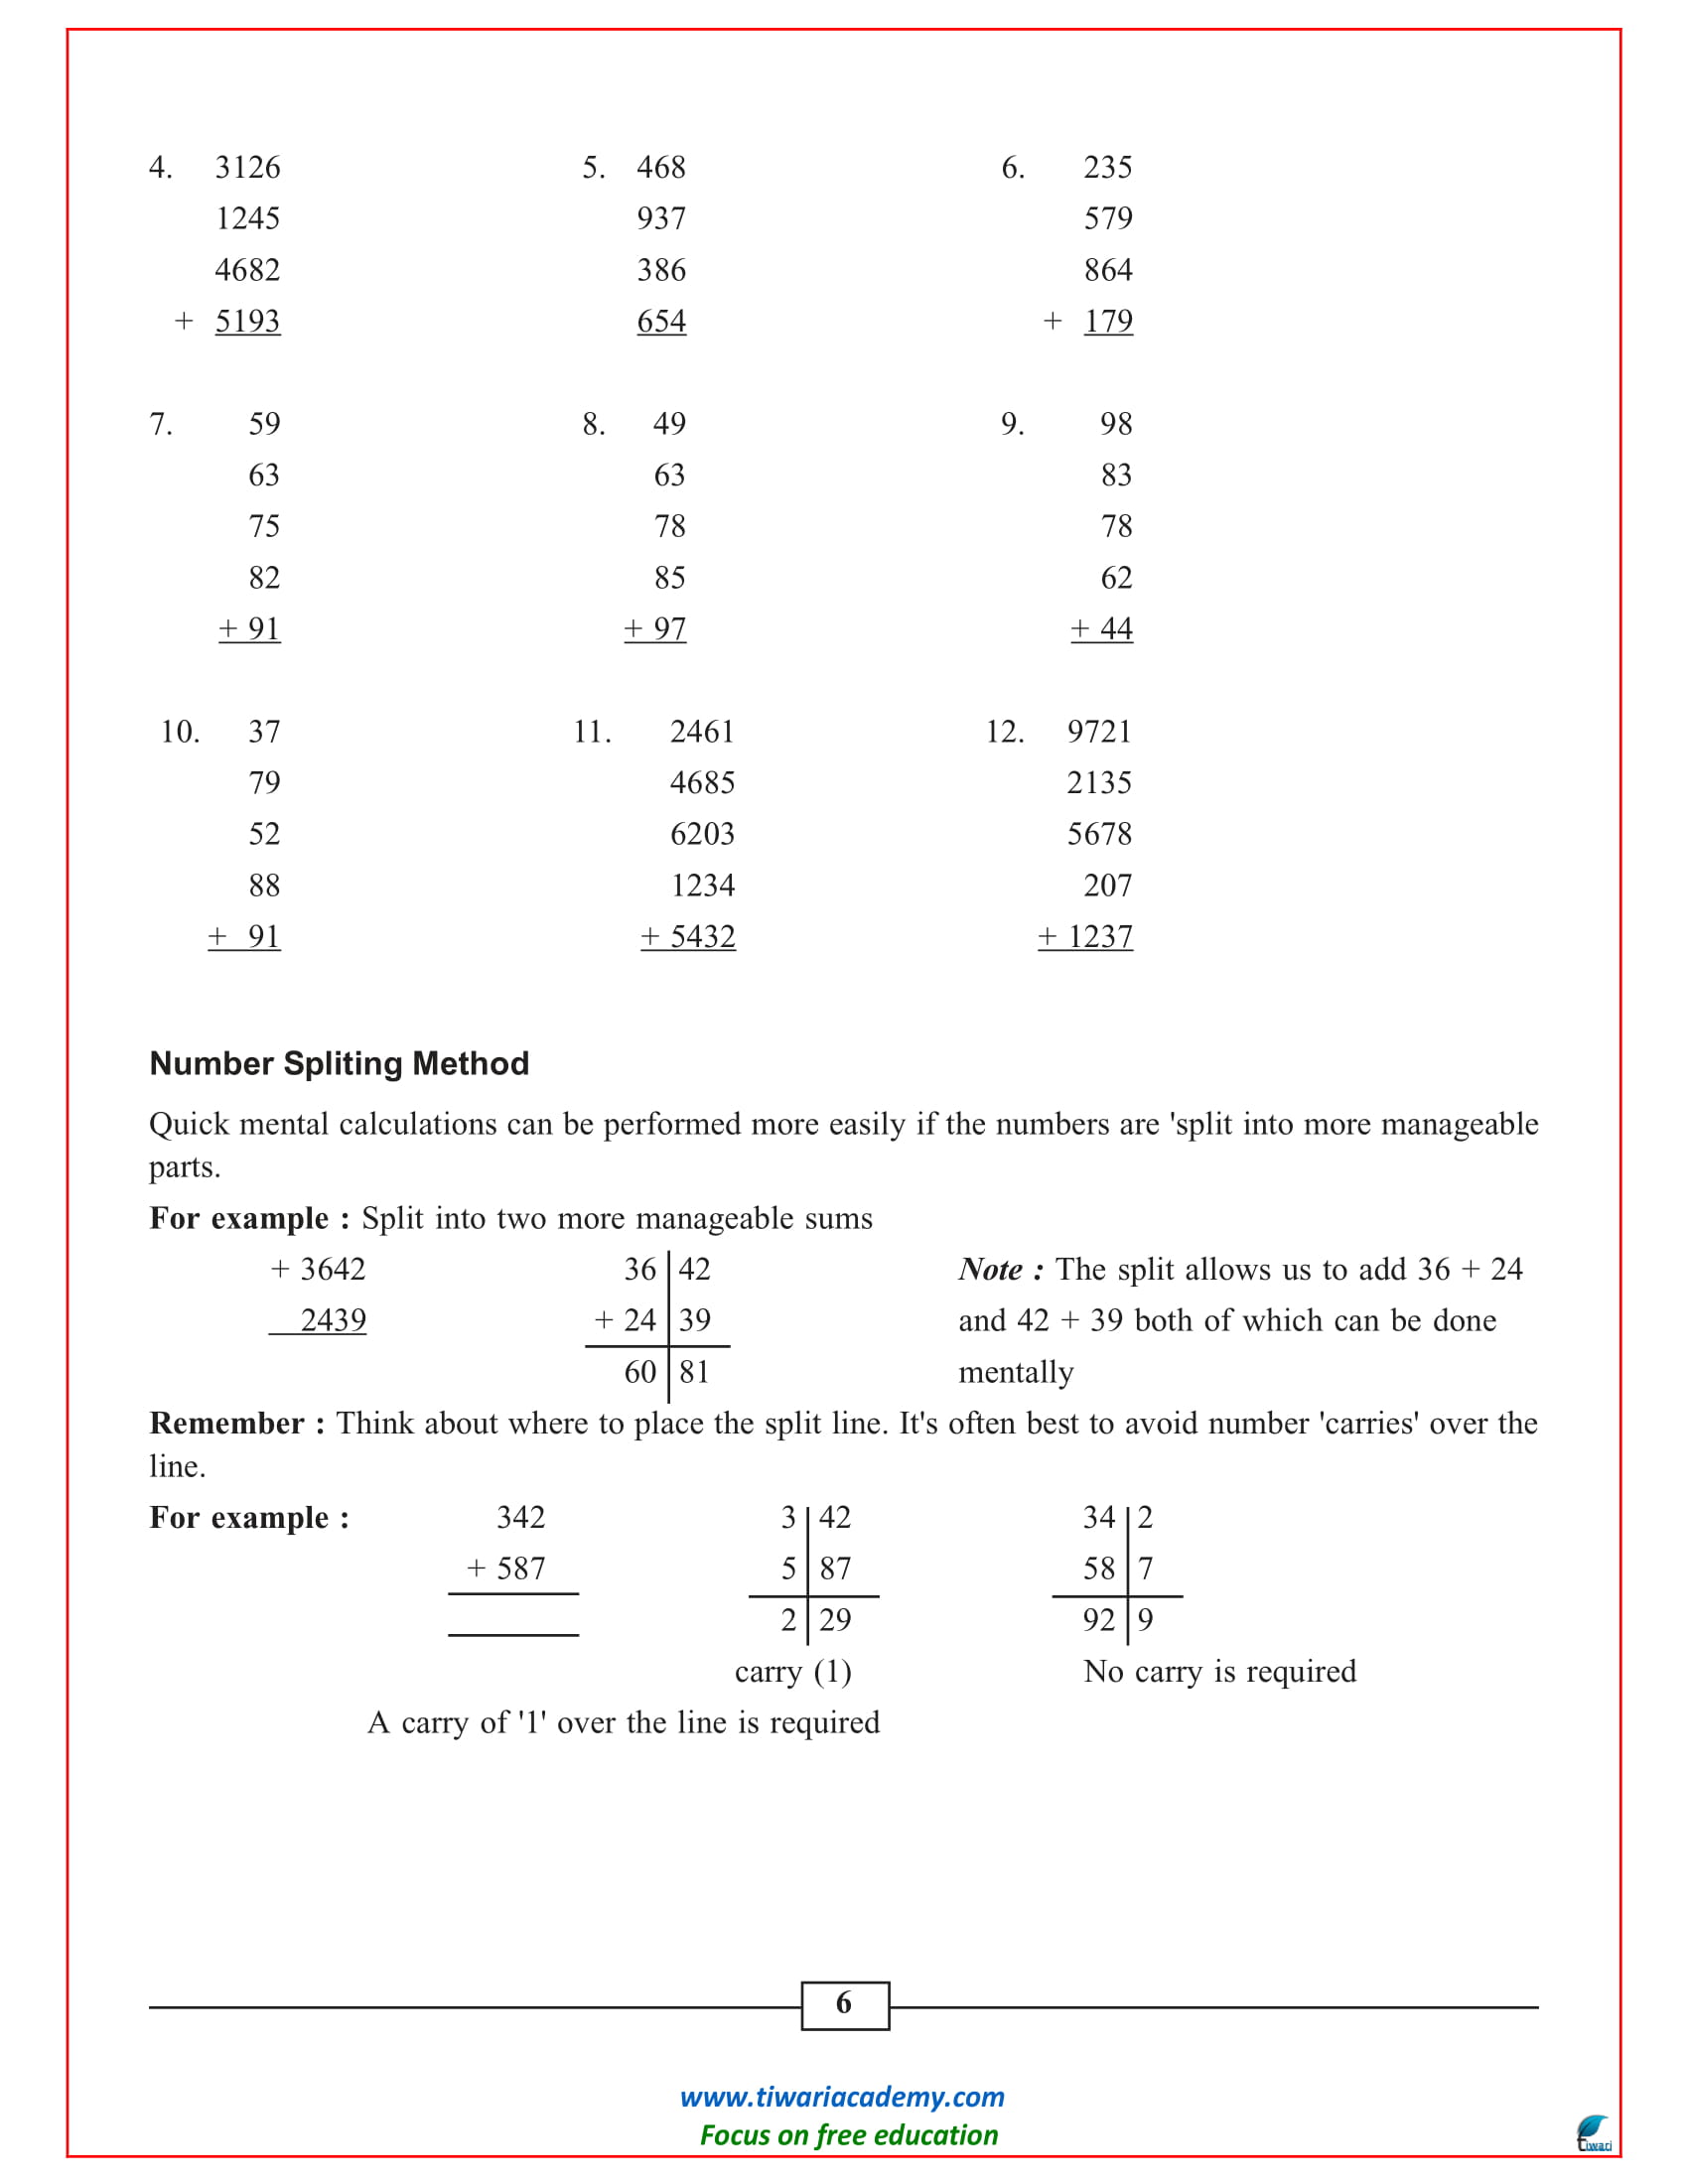 4. 3126 5. 468 6. 235
1245 937 579
4682 386 864
+ 5193 654 + 179
7. 59 8. 49 9. 98
63 63 83
75 78 78
82 85 62
+ 91 + 97 + 44
10. 37 11. 2461 12. 9721
79 4685 2135
52 6203 5678
88 1234 207
+ 91 + 5432 + 1237
Number Spliting Method
Quick mental calculations can be performed more easily if the numbers are 'split into more manageable
parts.
For example : Split into two more manageable sums
+ 3642 36 42 Note : The split allows us to add 36 + 24
2439 + 24 39 and 42 + 39 both of which can be done
60 81 mentally
Remember : Think about where to place the split line. It's often best to avoid number 'carries' over the
line.
For example : 342 3 42 34 2
+ 587 5 87 58 7
2 29 92 9
carry (1) No carry is required
A carry of '1' over the line is required
6
www.tiwariacademy.com
Focus on free education
Tiwari